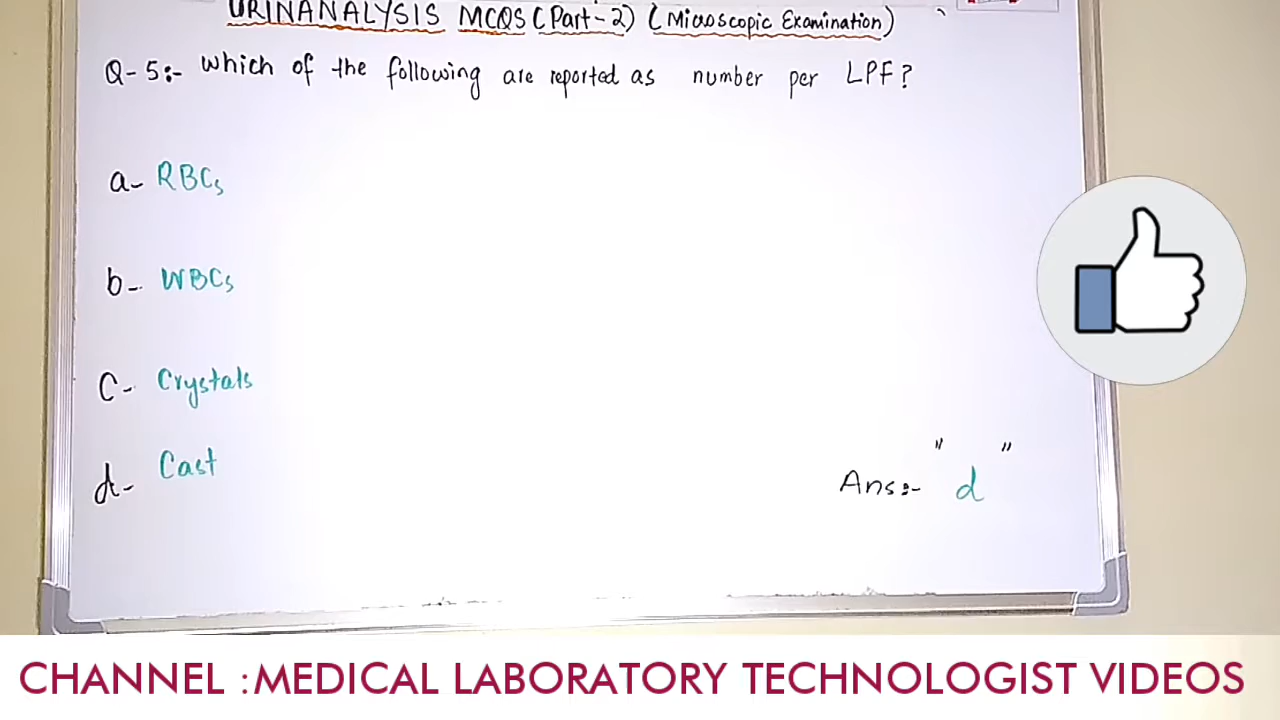 URINANALYSIS MCQS (Part-2) (Microscopic Examination)
Q-5:- Which of the following are reported as number per LPF?
a- RBCs
b- WBCs
C- Crystals
d- Cast
Ans:- "d"
CHANNEL :MEDICAL LABORATORY TECHNOLOGIST VIDEOS